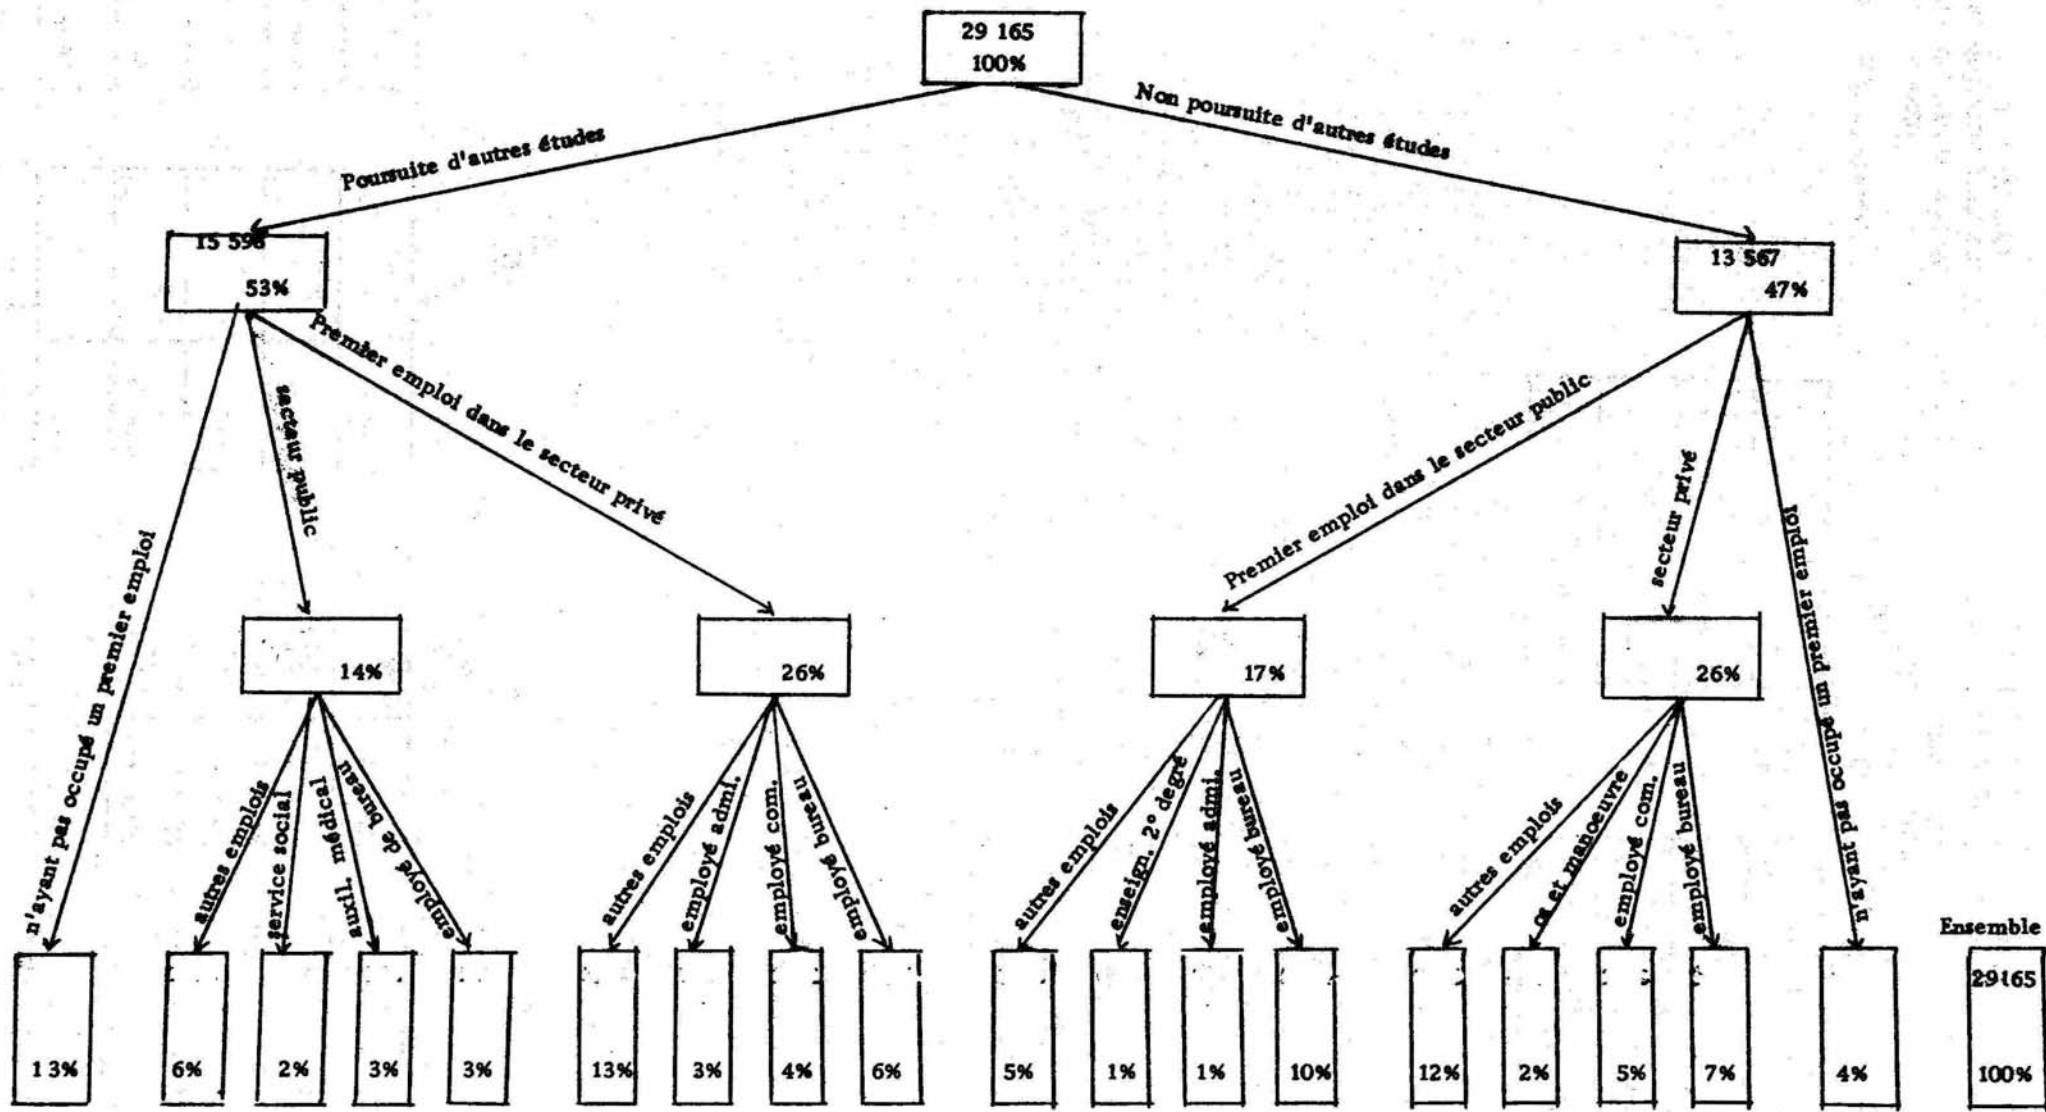 29 165
100%
Poursuite d'autres études
Non poursuite d'autres études
15 598
53%
13 567
47%
n'ayant pas occupé un premier emploi
secteur public
Premier emploi dans le secteur privé
Premier emploi dans le secteur public
secteur privé
n'ayant pas occupé un premier emploi
14%
26%
17%
26%
autres emplois
service social
auxil. médical
employé de bureau
autres emplois
employé admi.
employé com.
employé bureau
autres emplois
enseign. 2° degré
employé admi.
employé bureau
autres emplois
os et manoeuvre
employé com.
employé bureau
Ensemble
29165
13%
6%
2%
3%
3%
13%
3%
4%
6%
5%
1%
1%
10%
12%
2%
5%
7%
4%
100%